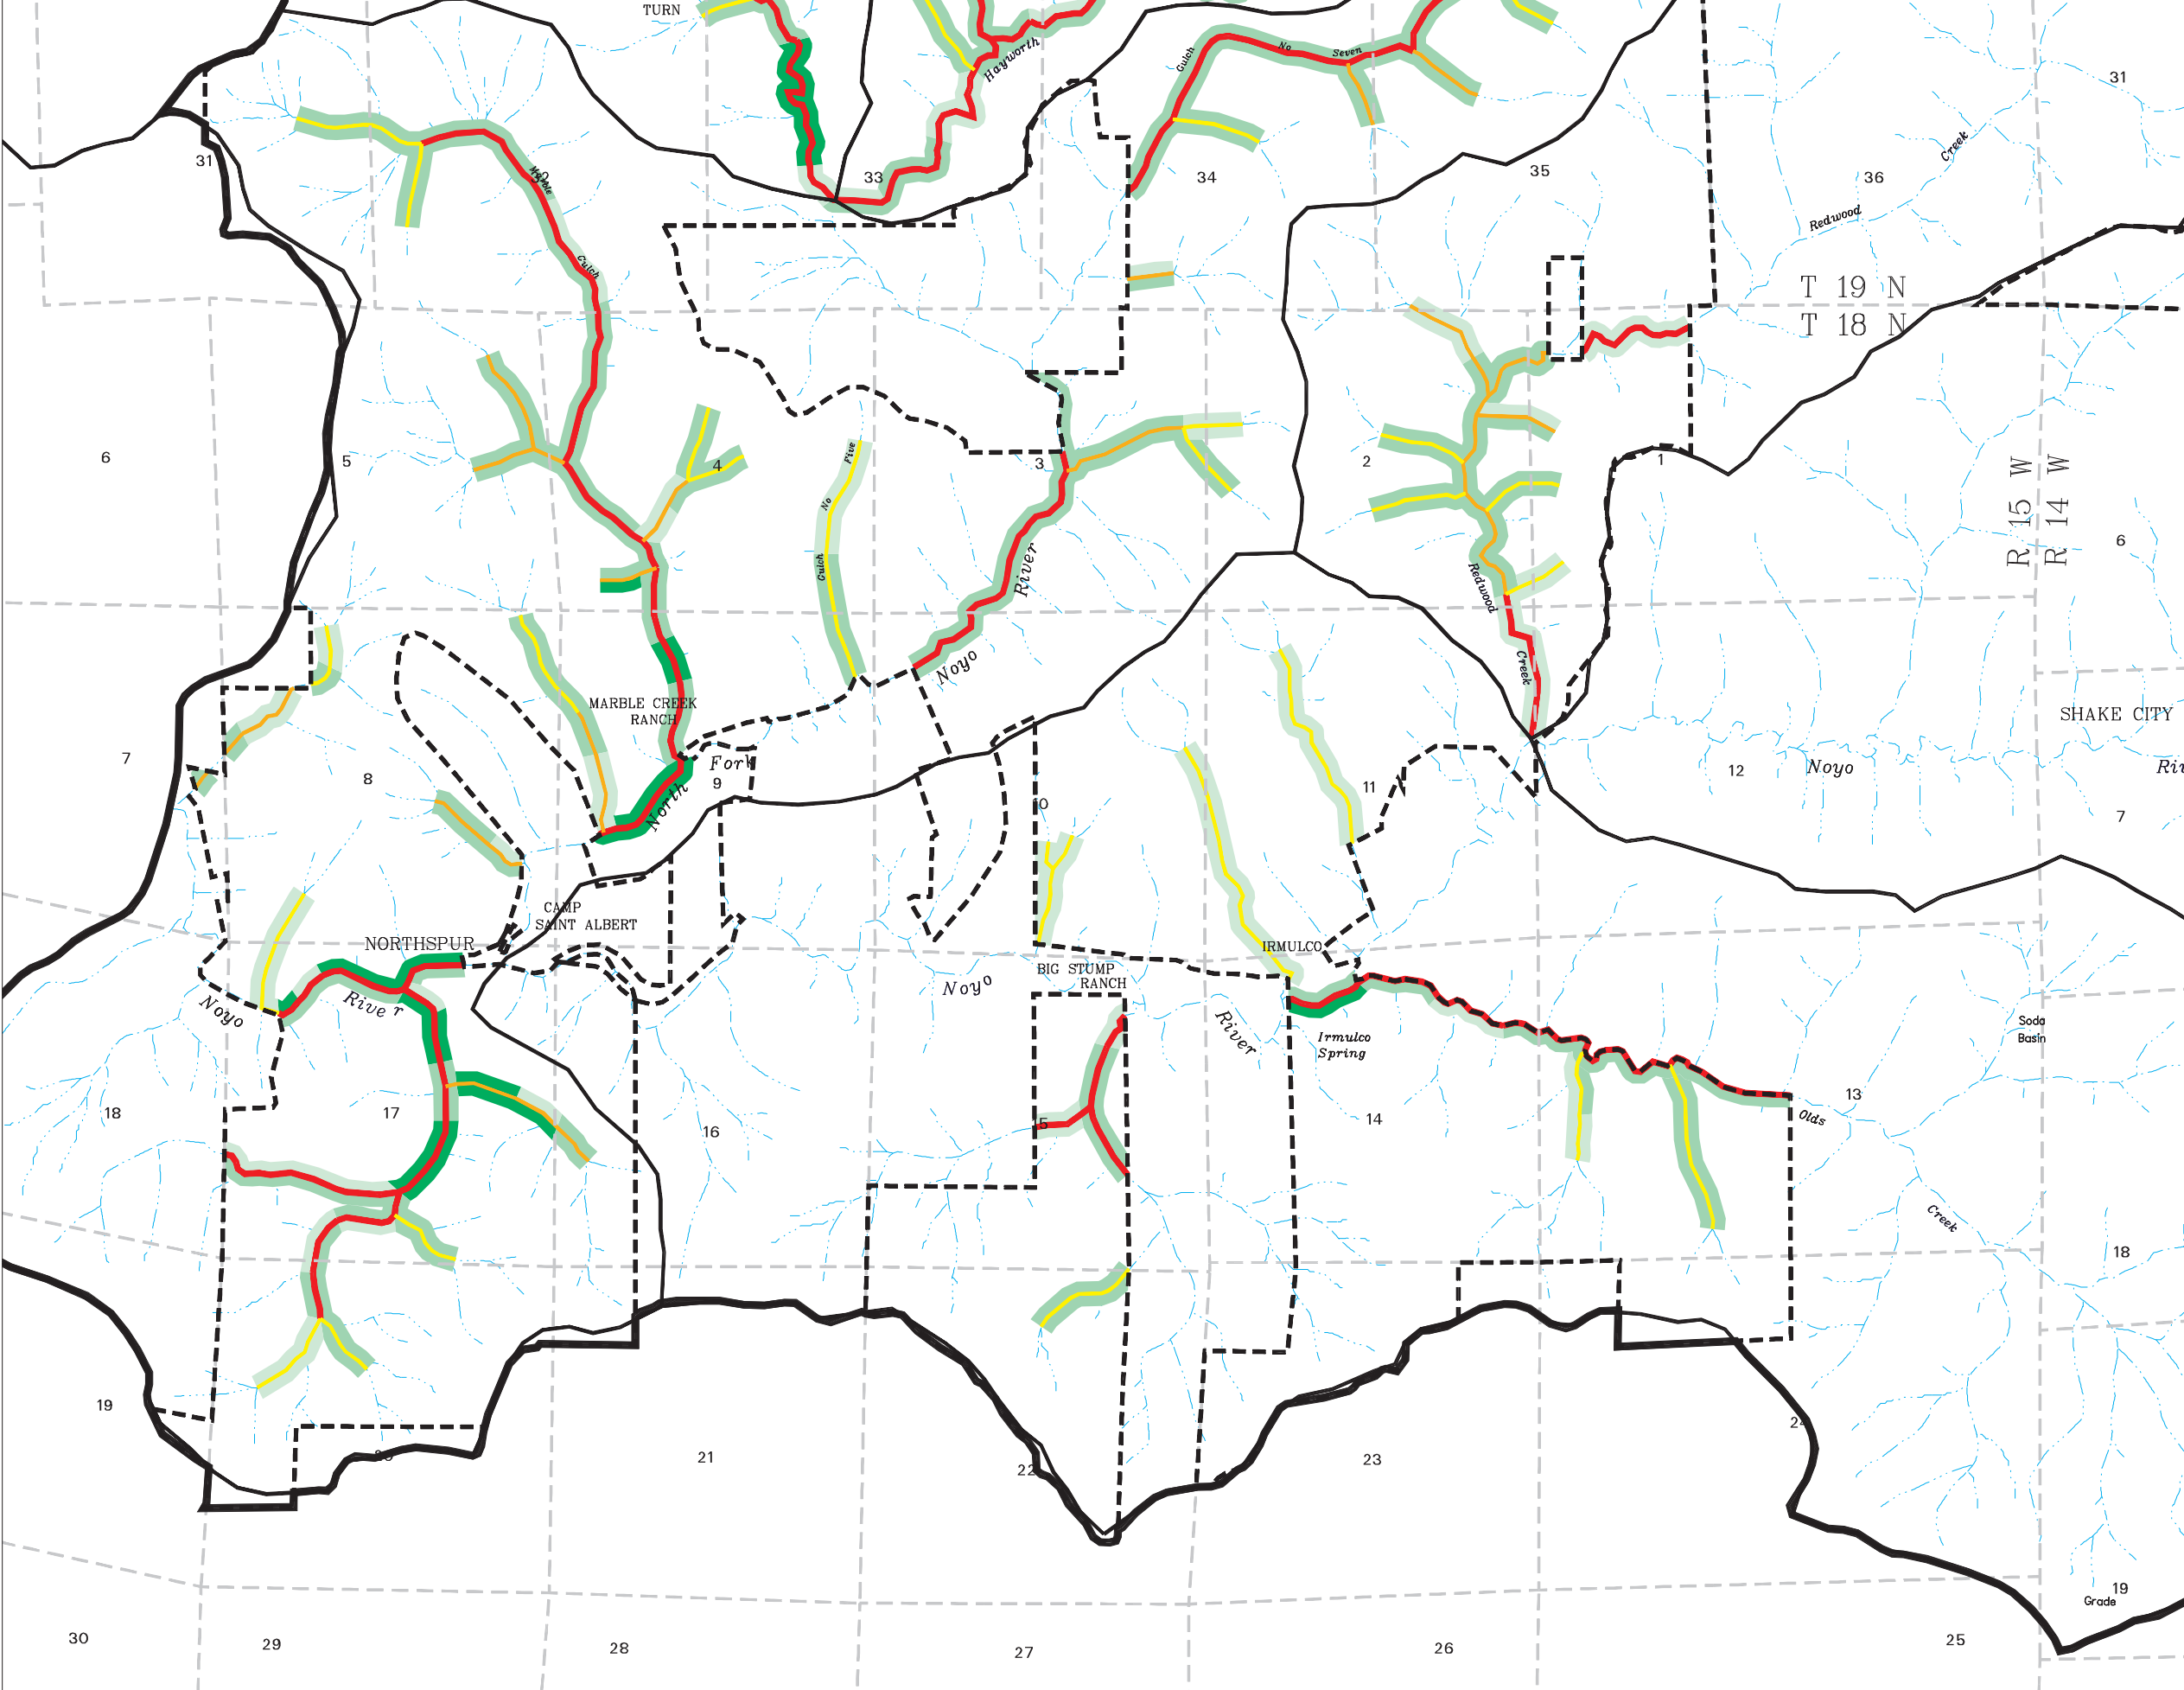 TURN
Hayworth
Gulch
No
Seven
31
31
Marble
33
34
35
36
Creek
Redwood
Gulch
T 19 N
T 18 N
6
5
4
Five
No
Gulch
3
2
1
R 15 W
R 14 W
6
River
Noyo
Redwood
Creek
MARBLE CREEK
RANCH
SHAKE CITY
7
8
Fork
9
North
10
11
12
Noyo
7
CAMP
SAINT ALBERT
NORTHSPUR
Noyo
River
IRMULCO
BIG STUMP
RANCH
Noyo
River
Irmulco
Spring
Soda
Basin
18
17
16
15
14
13
Olds
Creek
18
19
20
21
22
23
24
19
Grade
30
29
28
27
26
25